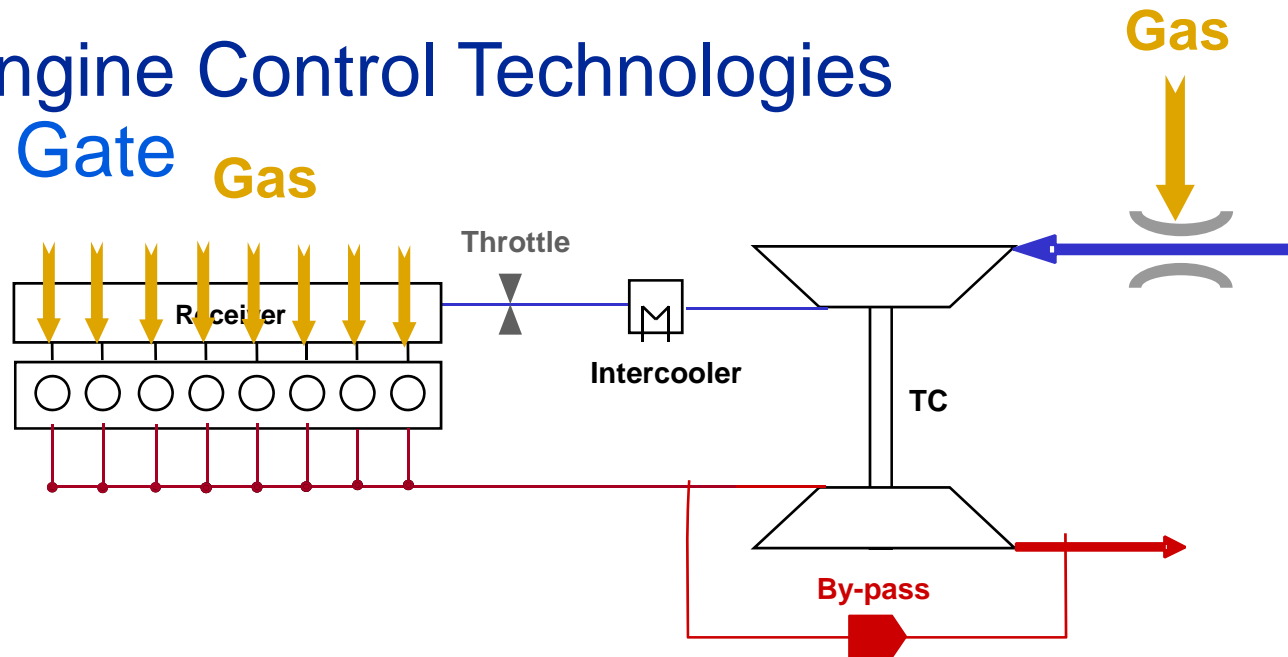 ngine Control Technologies
Gate
Gas
Gas
Throttle
Receiver
Intercooler
TC
By-pass